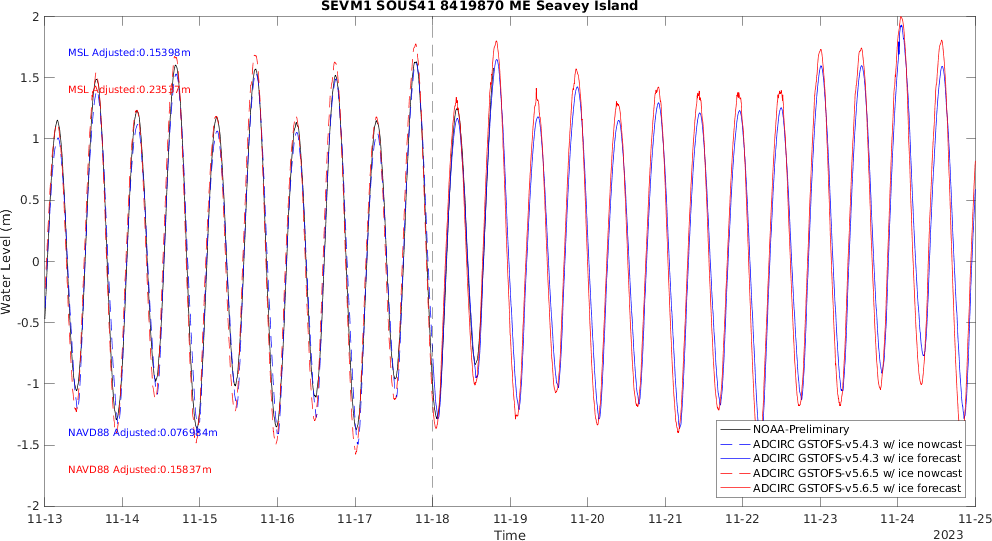 SEVM1 SOUS41 8419870 ME Seavey Island
2
1.5
1
0.5
0
-0.5
-1
-1.5
-2
Water Level (m)
MSL Adjusted:0.15398m
MSL Adjusted:0.23537m
NAVD88 Adjusted:0.076984m
NAVD88 Adjusted:0.15837m
NOAA-Preliminary
ADCIRC GSTOFS-v5.4.3 w/ ice nowcast
ADCIRC GSTOFS-v5.4.3 w/ ice forecast
ADCIRC GSTOFS-v5.6.5 w/ ice nowcast
ADCIRC GSTOFS-v5.6.5 w/ ice forecast
11-13 11-14 11-15 11-16 11-17 11-18 11-19 11-20 11-21 11-22 11-23 11-24 11-25
Time
2023